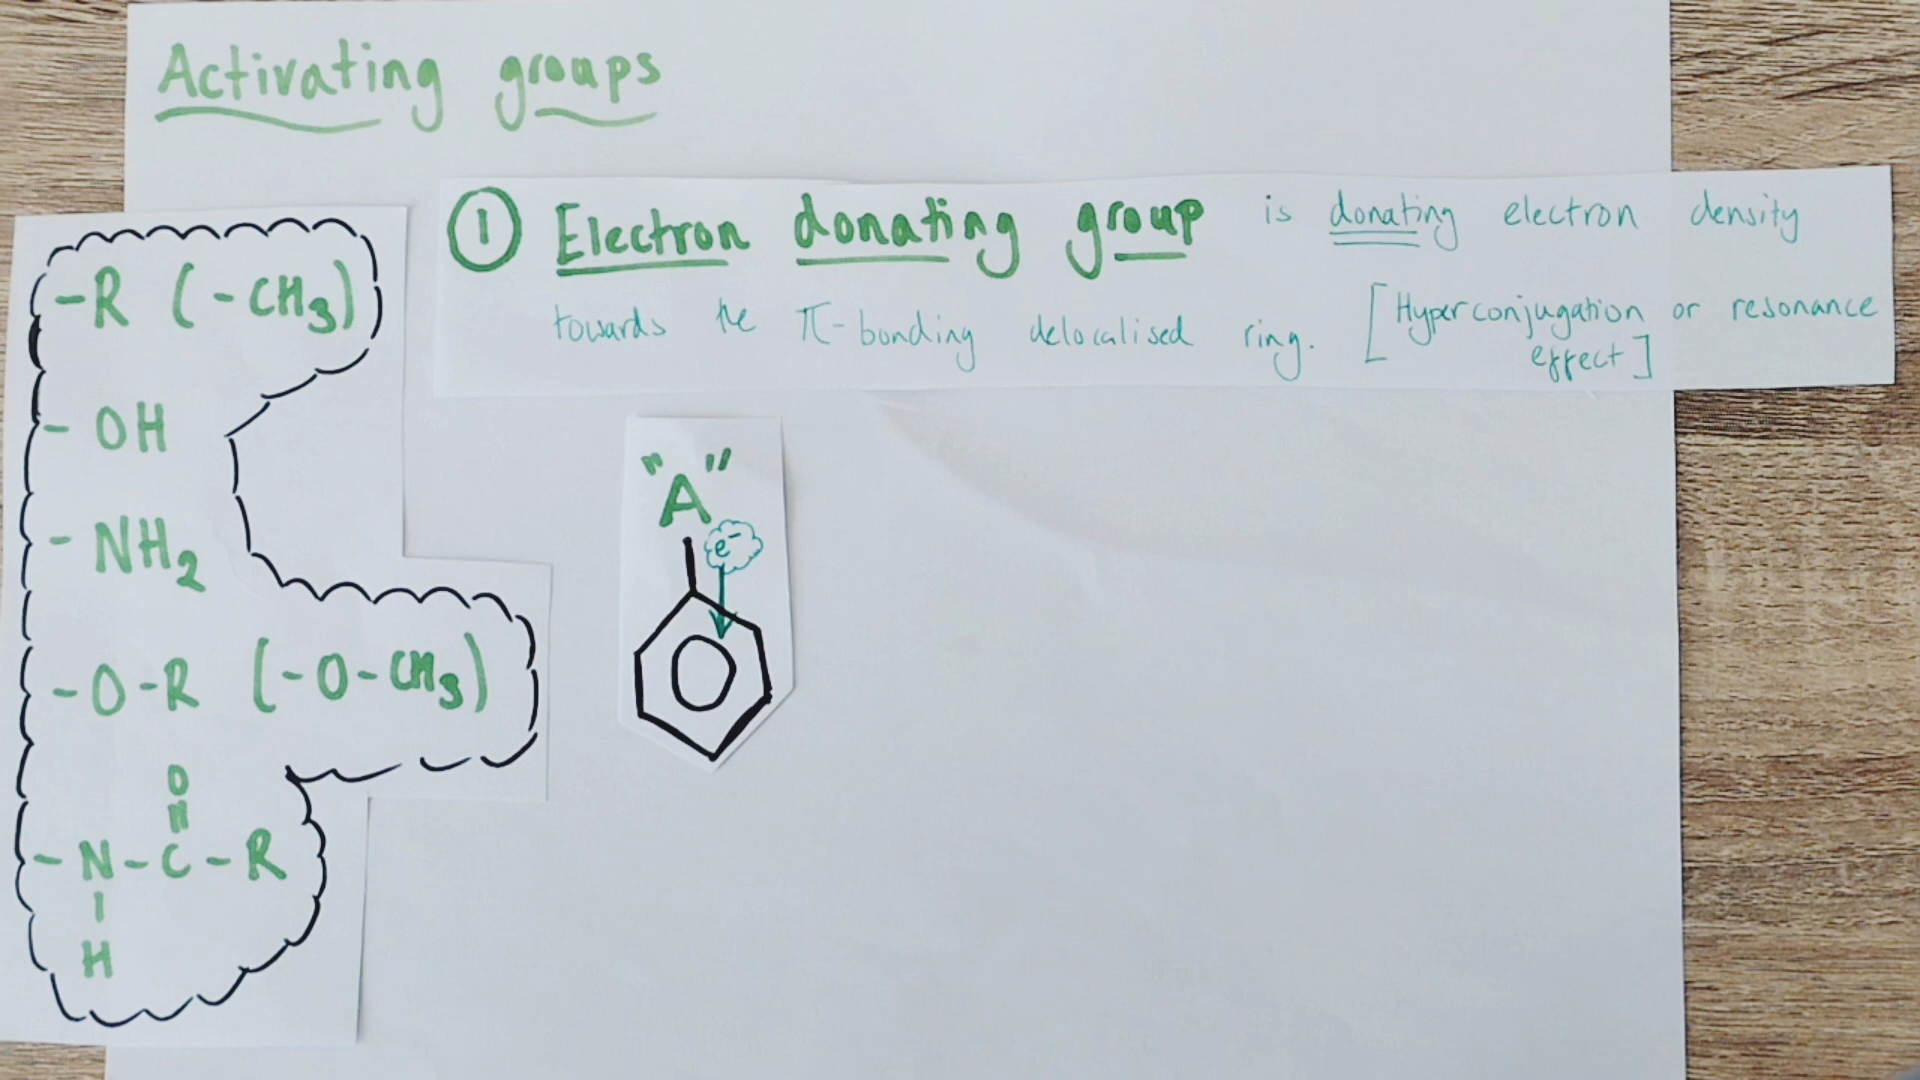 Activating groups
① Electron donating group is donating electron density
towards the π-bonding delocalised ring. [Hyperconjugation or resonance
effect]
-R (-CH₃)
- OH
- NH₂
-O-R (-O-CH₃)
O
=
-N-C-R
|
H
"A"
e⁻